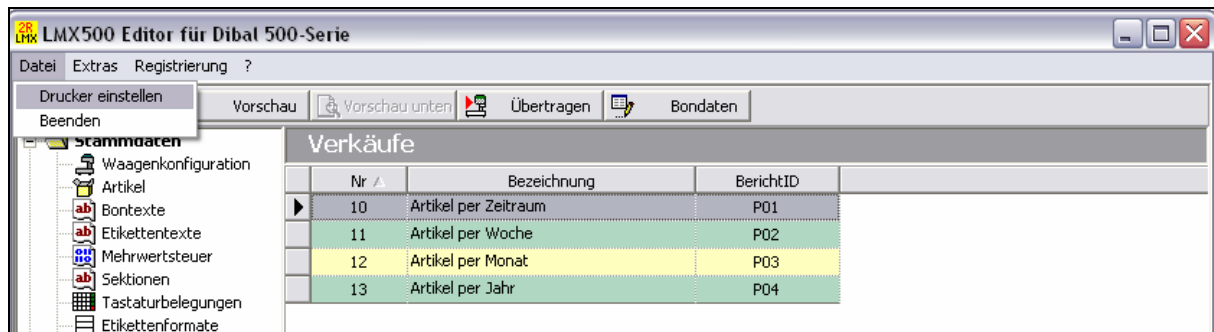 2R LMX LMX500 Editor für Dibal 500-Serie
Datei Extras Registrierung ?
Drucker einstellen
Beenden
Vorschau Vorschau unten Übertragen Bondaten
Stammdaten
Waagenkonfiguration
Artikel
Bontexte
Etikettentexte
Mehrwertsteuer
Sektionen
Tastaturbelegungen
Etikettenformate
Verkäufe
Nr Bezeichnung BerichtID
10 Artikel per Zeitraum P01
11 Artikel per Woche P02
12 Artikel per Monat P03
13 Artikel per Jahr P04